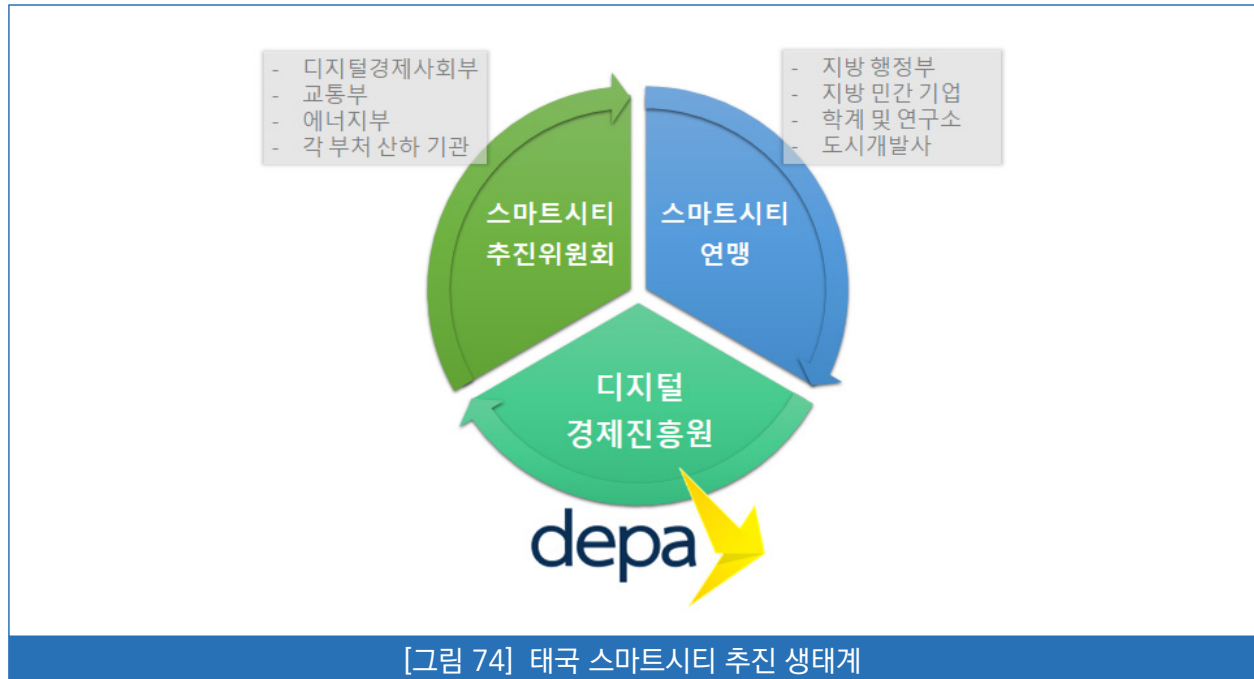 - 디지털경제사회부
- 교통부
- 에너지부
- 각 부처 산하 기관
- 지방 행정부
- 지방 민간 기업
- 학계 및 연구소
- 도시개발사
스마트시티
추진위원회
스마트시티
연맹
디지털
경제진흥원
depa
[그림 74] 태국 스마트시티 추진 생태계